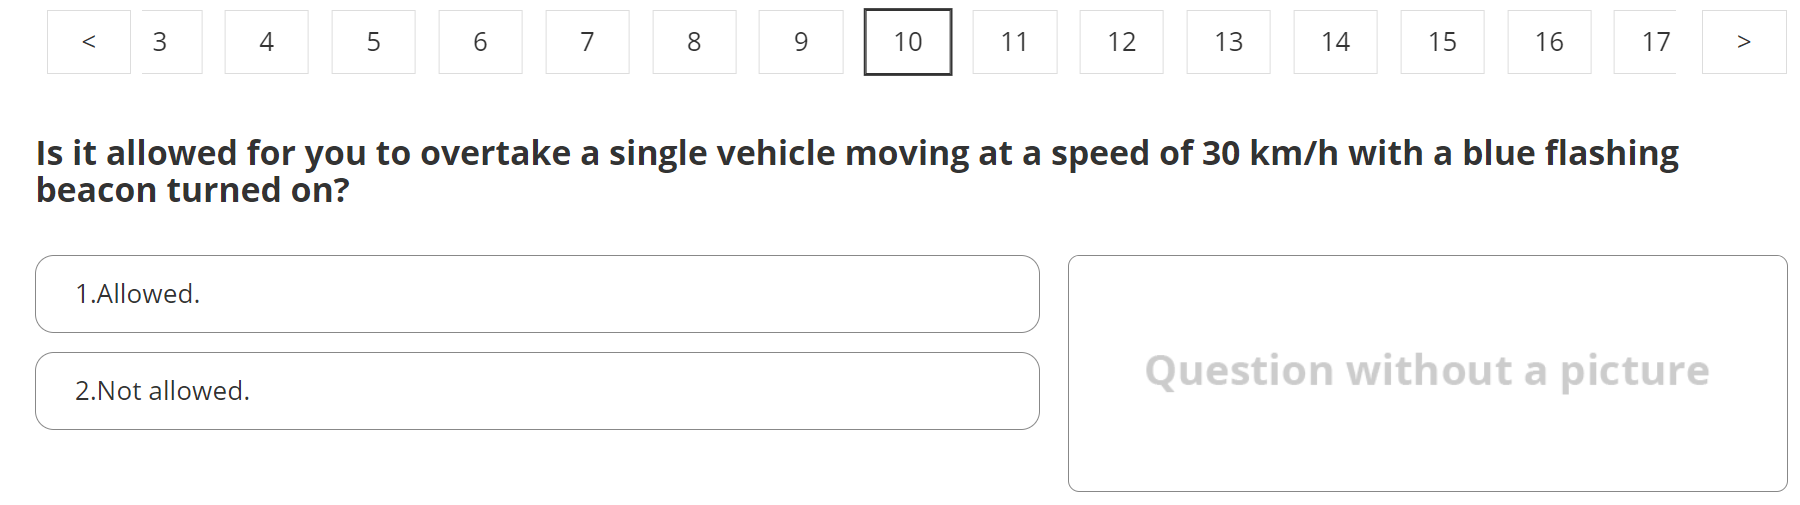 < 3 4 5 6 7 8 9 10 11 12 13 14 15 16 17 >
Is it allowed for you to overtake a single vehicle moving at a speed of 30 km/h with a blue flashing
beacon turned on?
1.Allowed.
2.Not allowed.
Question without a picture